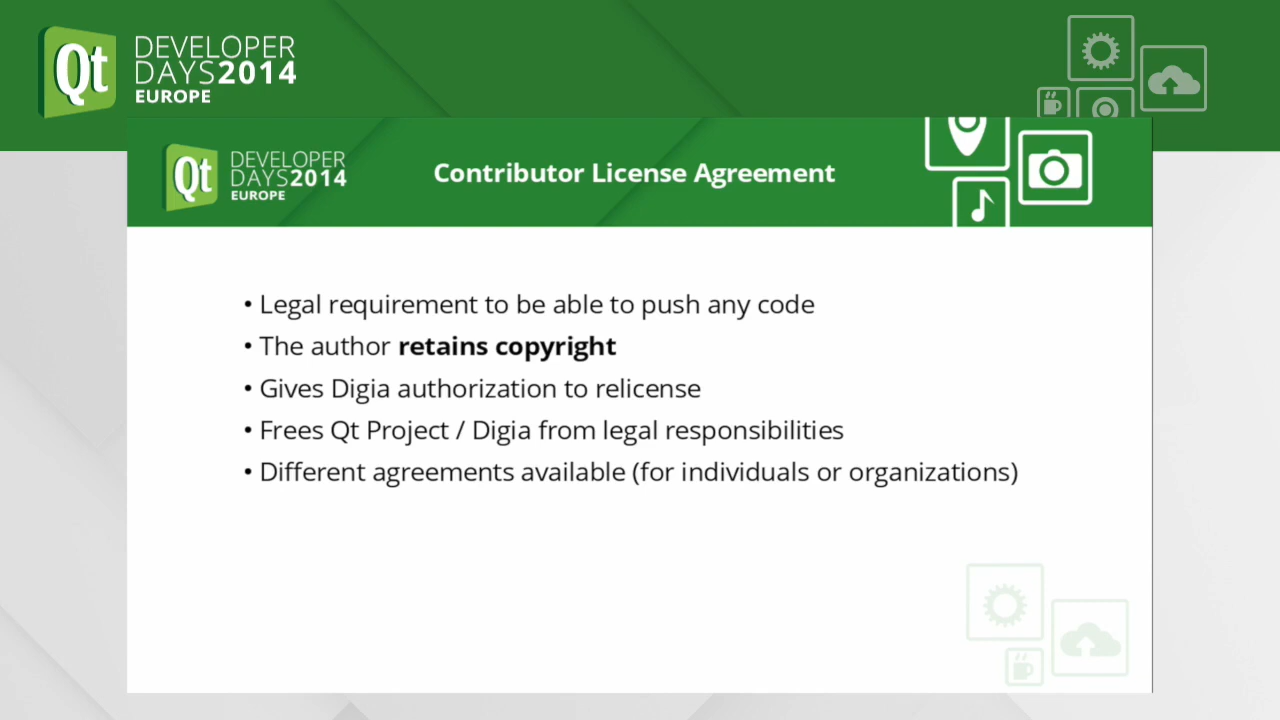 Qt
DEVELOPER
DAYS2014
EUROPE
Qt
DEVELOPER
DAYS2014
EUROPE
Contributor License Agreement
• Legal requirement to be able to push any code
• The author retains copyright
• Gives Digia authorization to relicense
• Frees Qt Project / Digia from legal responsibilities
• Different agreements available (for individuals or organizations)